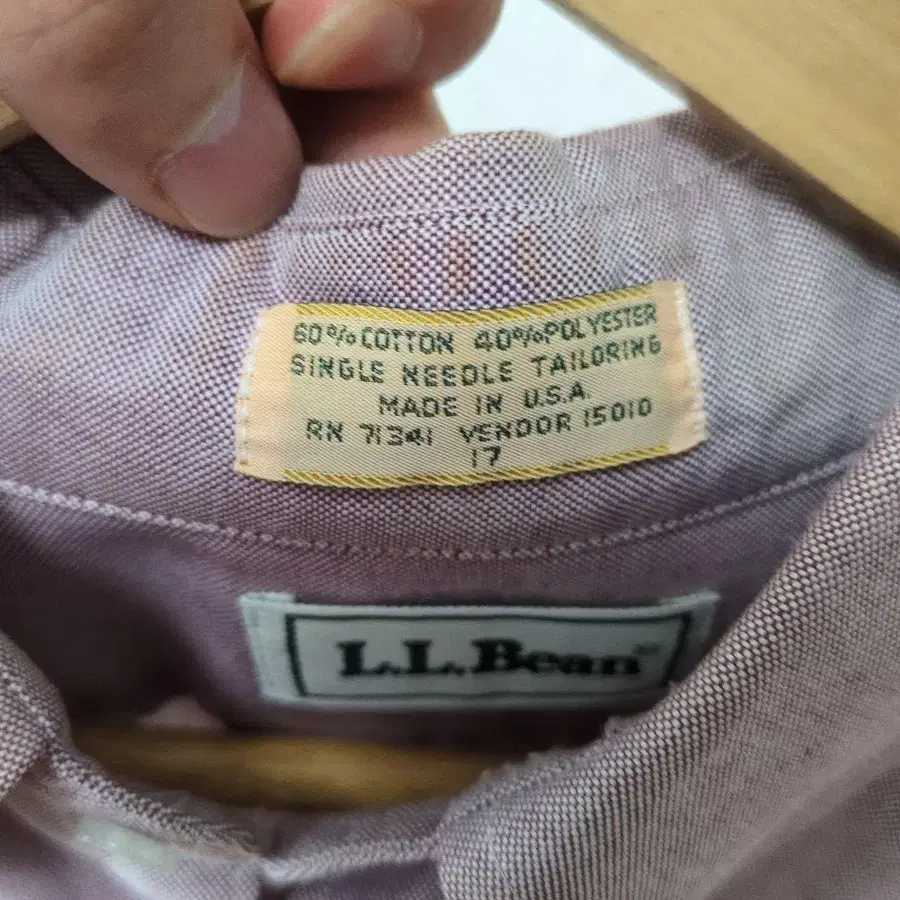 60% COTTON 40% POLYESTER
SINGLE NEEDLE TAILORING
MADE IN U.S.A.
RN 71341 VENDOR 15010
17
L.L.Bean